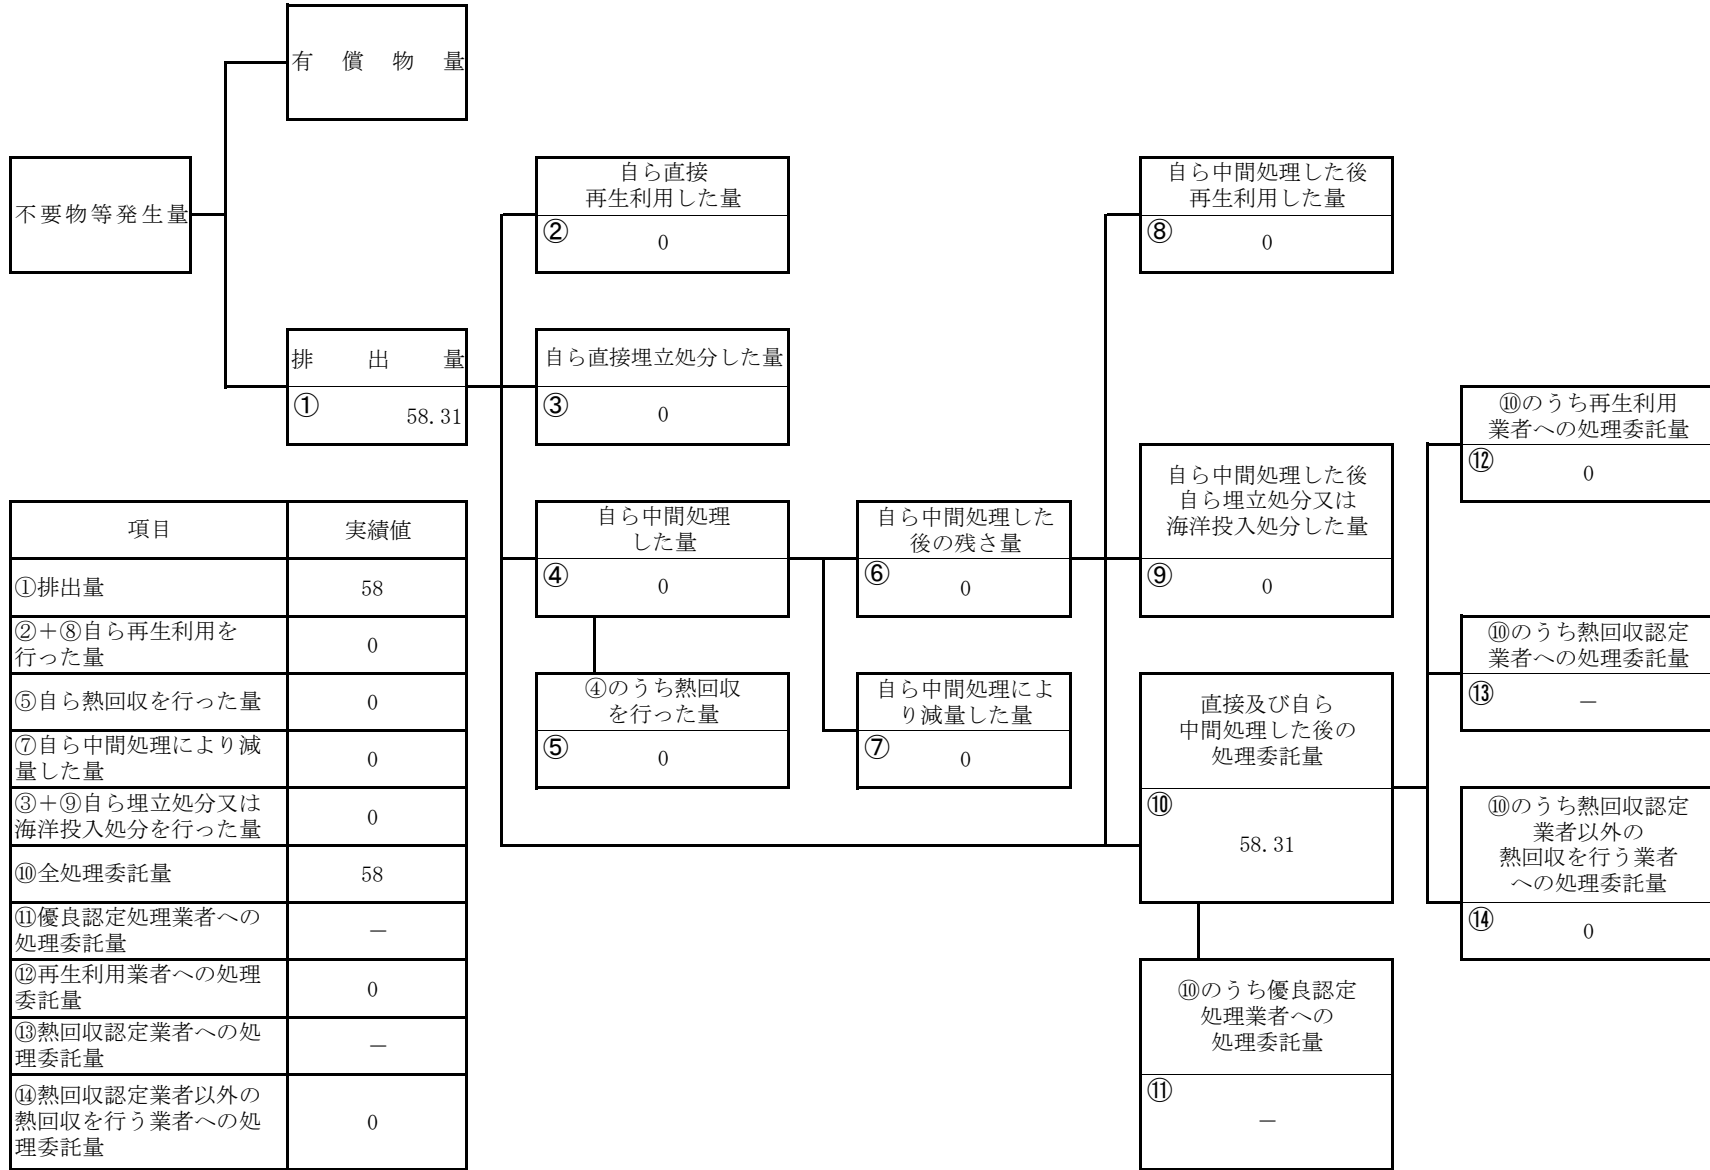 有償物量
不要物等発生量
排出量
①
58.31
自ら直接
再生利用した量
②
0
自ら直接埋立処分した量
③
0
自ら中間処理
した量
④
0
④のうち熱回収
を行った量
⑤
0
自ら中間処理した
後の残さ量
⑥
0
自ら中間処理によ
り減量した量
⑦
0
自ら中間処理した後
再生利用した量
⑧
0
自ら中間処理した後
自ら埋立処分又は
海洋投入処分した量
⑨
0
直接及び自ら
中間処理した後の
処理委託量
⑩
58.31
⑩のうち優良認定
処理業者への
処理委託量
⑪
－
⑩のうち再生利用
業者への処理委託量
⑫
0
⑩のうち熱回収認定
業者への処理委託量
⑬
－
⑩のうち熱回収認定
業者以外の
熱回収を行う業者
への処理委託量
⑭
0
項目 実績値
①排出量 58
②＋⑧自ら再生利用を
行った量 0
⑤自ら熱回収を行った量 0
⑦自ら中間処理により減
量した量 0
③＋⑨自ら埋立処分又は
海洋投入処分を行った量 0
⑩全処理委託量 58
⑪優良認定処理業者への
処理委託量 －
⑫再生利用業者への処理
委託量 0
⑬熱回収認定業者への処
理委託量 －
⑭熱回収認定業者以外の
熱回収を行う業者への処
理委託量 0